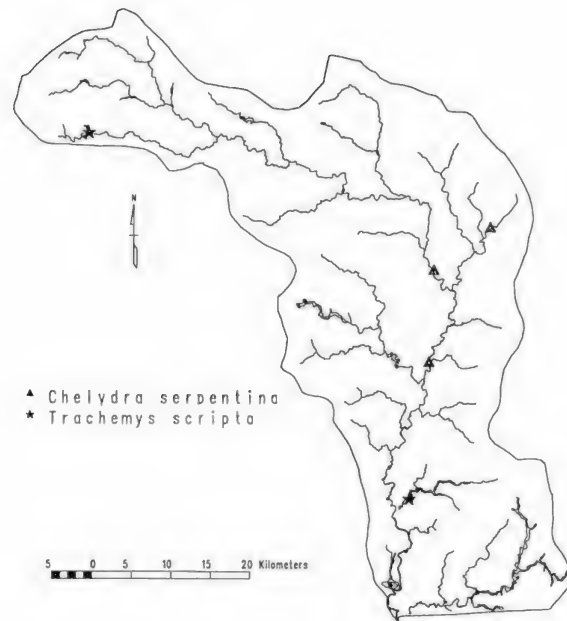 N
▲ Chelydra serpentina
★ Trachemys scripta
5 0 5 10 15 20 Kilometers